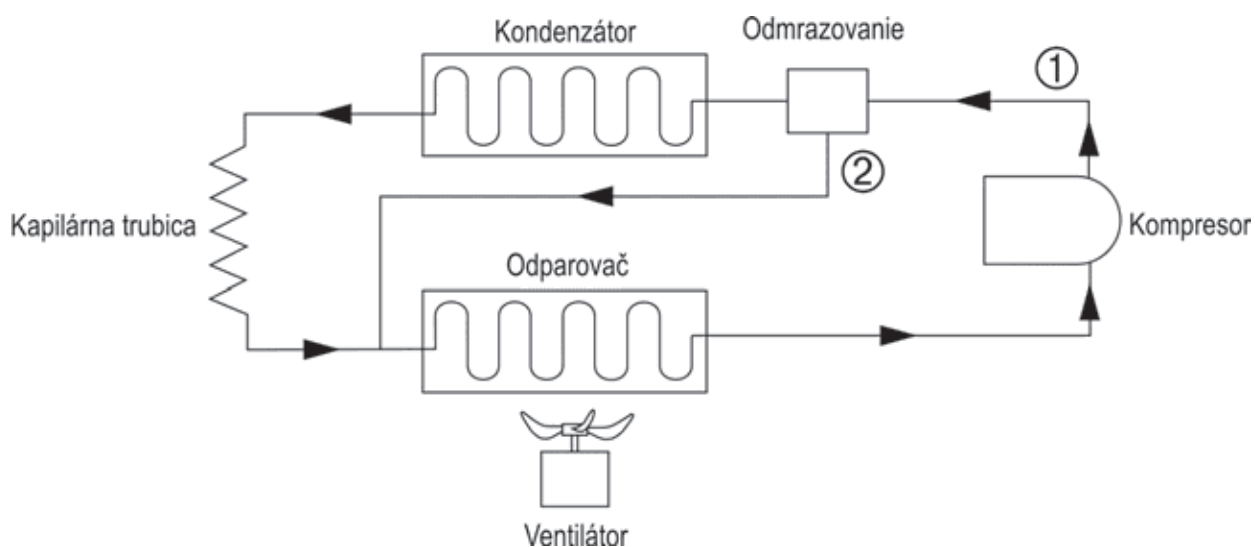 Kondenzátor
Odmrazovanie
①
②
Kapilárna trubica
Kompresor
Odparovač
Ventilátor